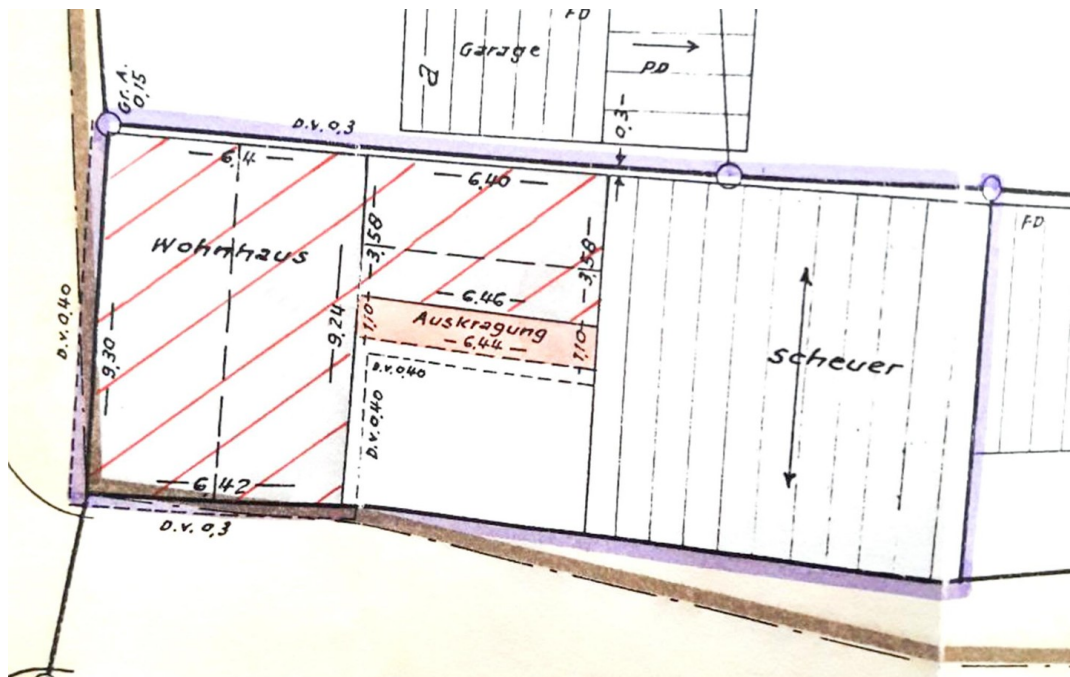 FD
Garage
a
PD
Gr. A.
0,15
D.v. 0,3
0,3
6,4
6,40
FD
Wohnhaus
3,58
3,58
D.v. 0,40
9,30
9,24
6,46
1,10
Auskragung
6,44
1,10
D.v. 0,40
D.v. 0,40
scheuer
6,42
D.v. 0,3